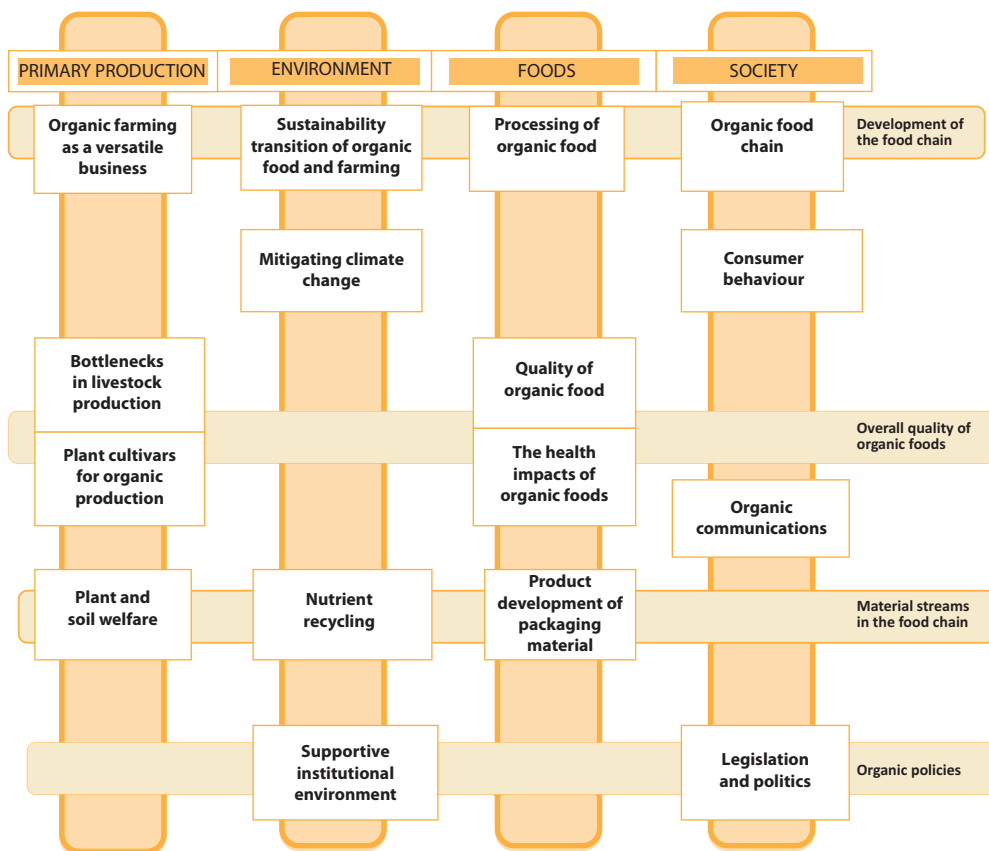 PRIMARY PRODUCTION
ENVIRONMENT
FOODS
SOCIETY
Organic farming
as a versatile
business
Sustainability
transition of organic
food and farming
Processing of
organic food
Organic food
chain
Development of
the food chain
Mitigating climate
change
Consumer
behaviour
Bottlenecks
in livestock
production
Quality of
organic food
Overall quality of
organic foods
Plant cultivars
for organic
production
The health
impacts of
organic foods
Organic
communications
Plant and
soil welfare
Nutrient
recycling
Product
development of
packaging
material
Material streams
in the food chain
Supportive
institutional
environment
Legislation
and politics
Organic policies